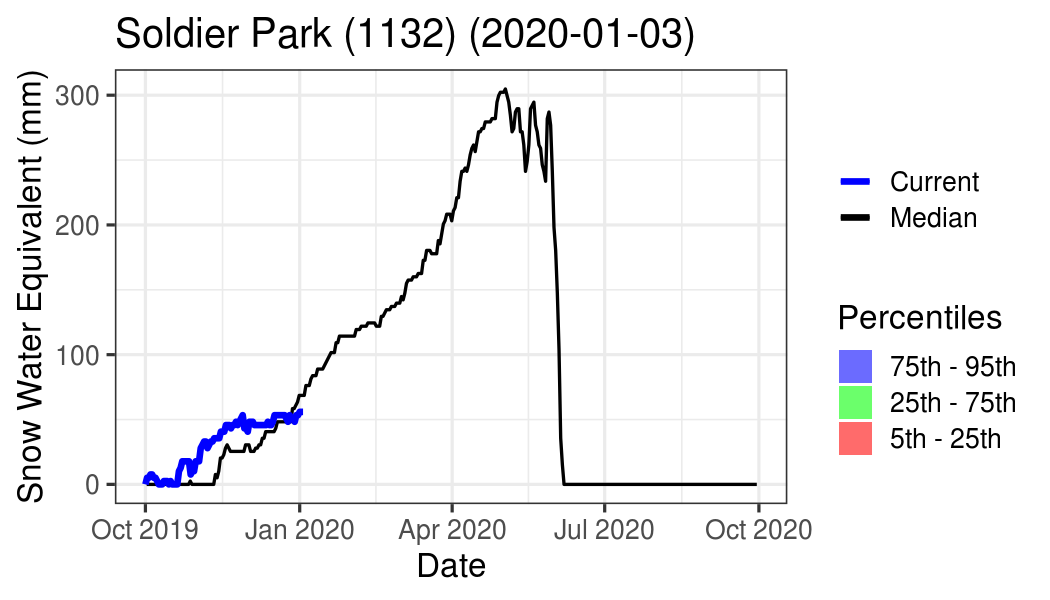 Soldier Park (1132) (2020-01-03)
Snow Water Equivalent (mm)
300
200
100
0
Oct 2019
Jan 2020
Apr 2020
Jul 2020
Oct 2020
Date
Current
Median
Percentiles
75th - 95th
25th - 75th
5th - 25th